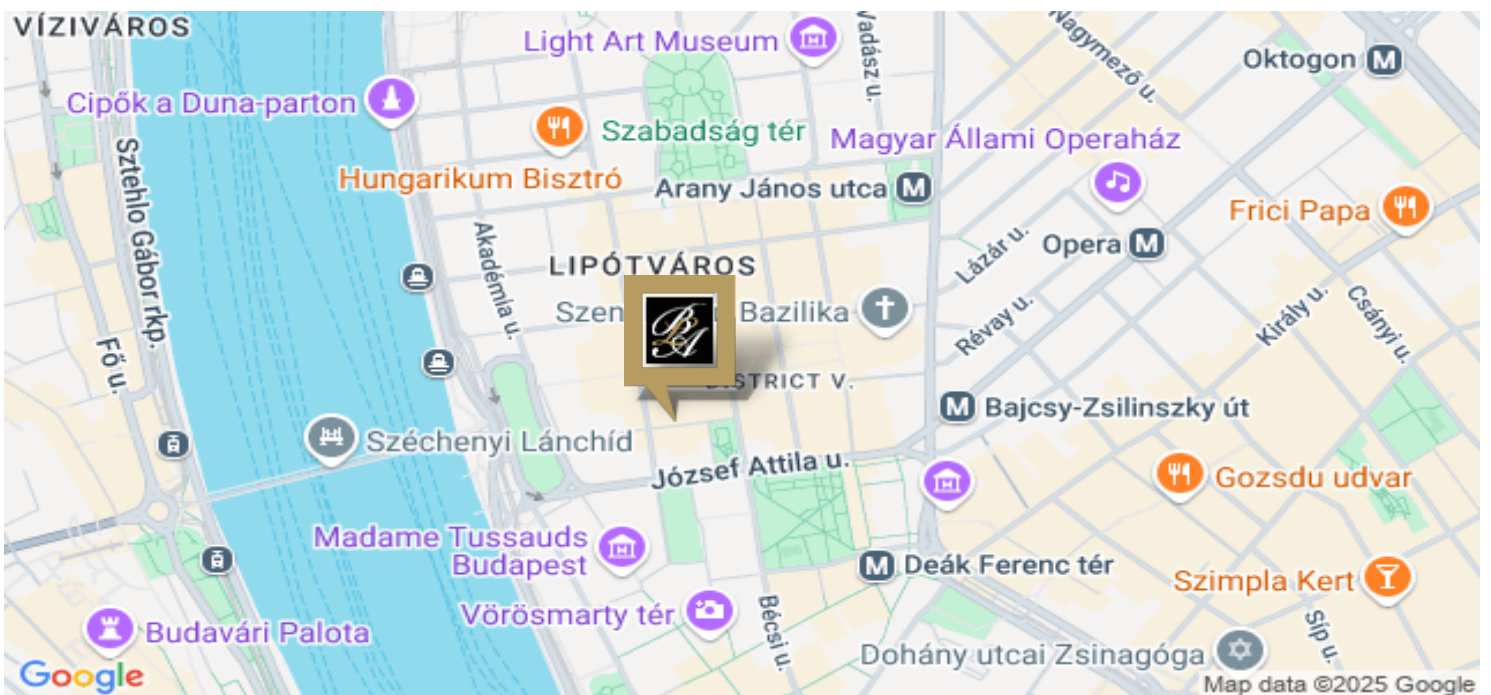 VÍZIVÁROS
Light Art Museum
Vadász u.
Nagymező u.
Oktogon M
Cipők a Duna-parton
Szabadság tér
Magyar Állami Operaház
Sztehlo Gábor rkp.
Hungarikum Bisztró
Arany János utca M
Frici Papa
Akadémia u.
LIPÓTVÁROS
Lázár u.
Opera M
Bazilika
Révay u.
Király u.
Csányi u.
Fő u.
DISTRICT V.
M Bajcsy-Zsilinszky út
Széchenyi Lánchíd
József Attila u.
Gozsdu udvar
Madame Tussauds
Budapest
M Deák Ferenc tér
Szimpla Kert
Vörösmarty tér
Bécsi u.
Síp u.
Budavári Palota
Dohány utcai Zsinagóga
Google
Map data ©2025 Google